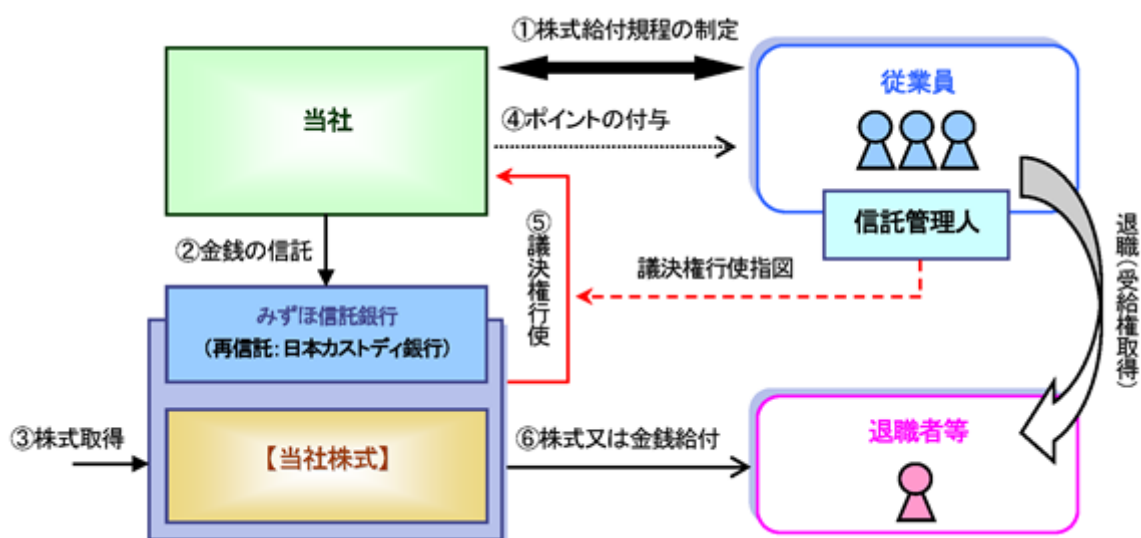 ①株式給付規程の制定
当社
従業員
④ポイントの付与
信託管理人
②金銭の信託
⑤議決権行使
議決権行使指図
退職(受給権取得)
みずほ信託銀行
(再信託：日本カストディ銀行)
③株式取得
【当社株式】
⑥株式又は金銭給付
退職者等